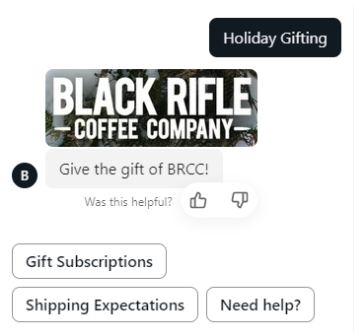 Holiday Gifting
BLACK RIFLE
COFFEE COMPANY
B
Give the gift of BRCC!
Was this helpful?
Gift Subscriptions
Shipping Expectations
Need help?